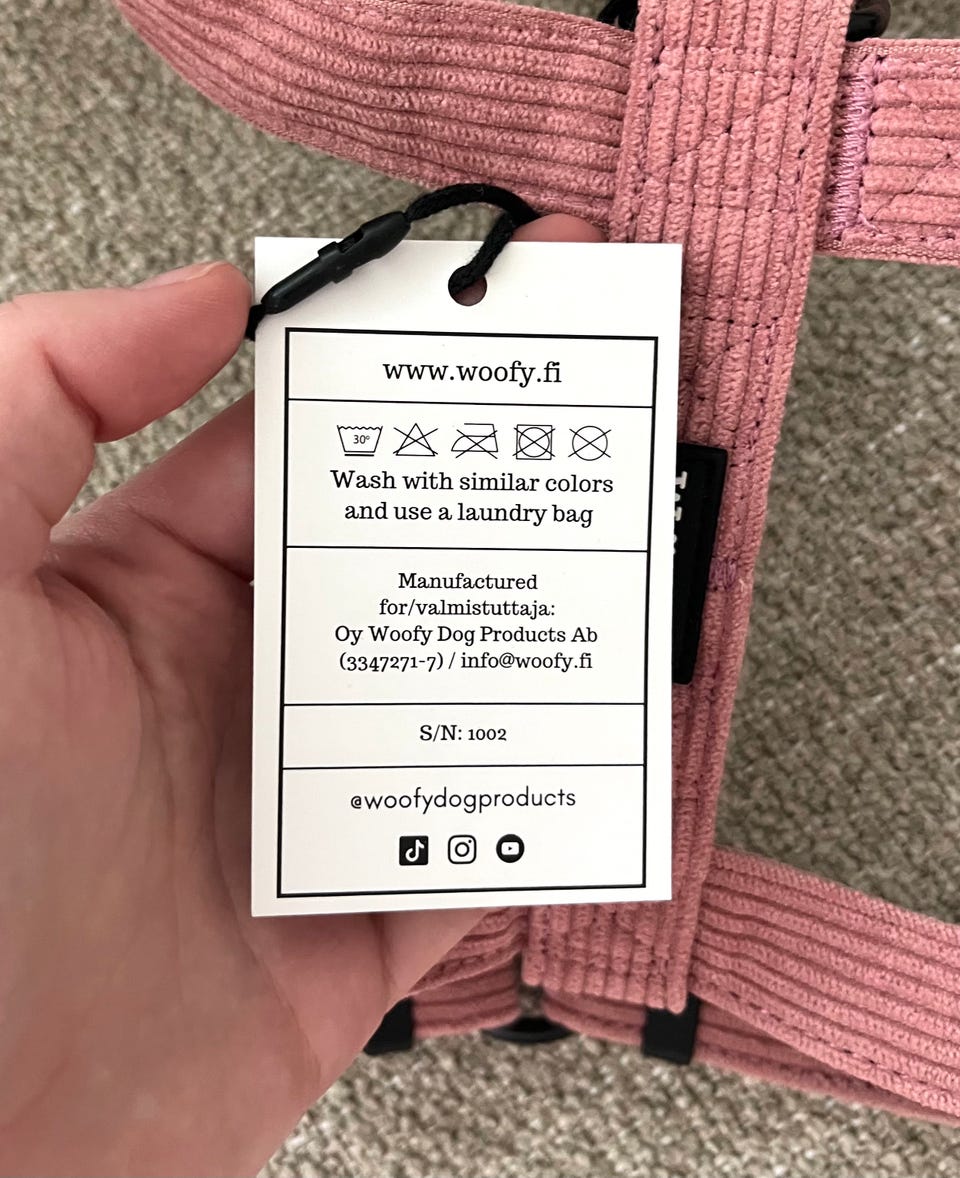 www.woofy.fi
30°
Wash with similar colors
and use a laundry bag
Manufactured
for/valmistuttaja:
Oy Woofy Dog Products Ab
(3347271-7) / info@woofy.fi
S/N: 1002
@woofydogproducts